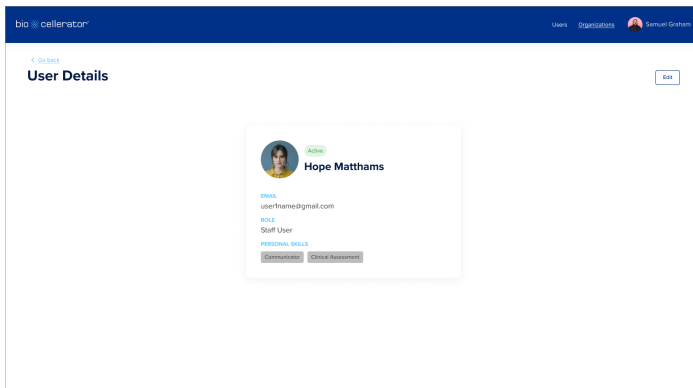 bio cellerator
Users Organizations Samuel Graham
Go back
User Details
Edit
Active
Hope Matthams
EMAIL
user1name@gmail.com
ROLE
Staff User
PERSONAL SKILLS
Communicator Clinical Assessment